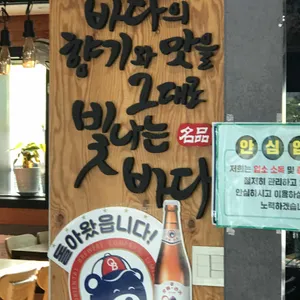 바다의
향기와 맛을
그대로
빛나는
名品
바다
안심
저희는 업소 소독 및
철저히 관리하고
안심하시고 이용하실
노력하겠습니
돌아왔읍니다!
OB